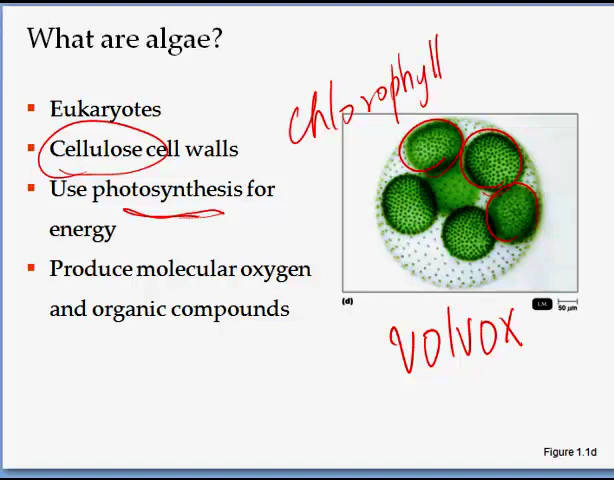 What are algae?
chlorophyll
Eukaryotes
Cellulose cell walls
Use photosynthesis for
energy
Produce molecular oxygen
and organic compounds
(d)
LM
50 µm
volvox
Figure 1.1d